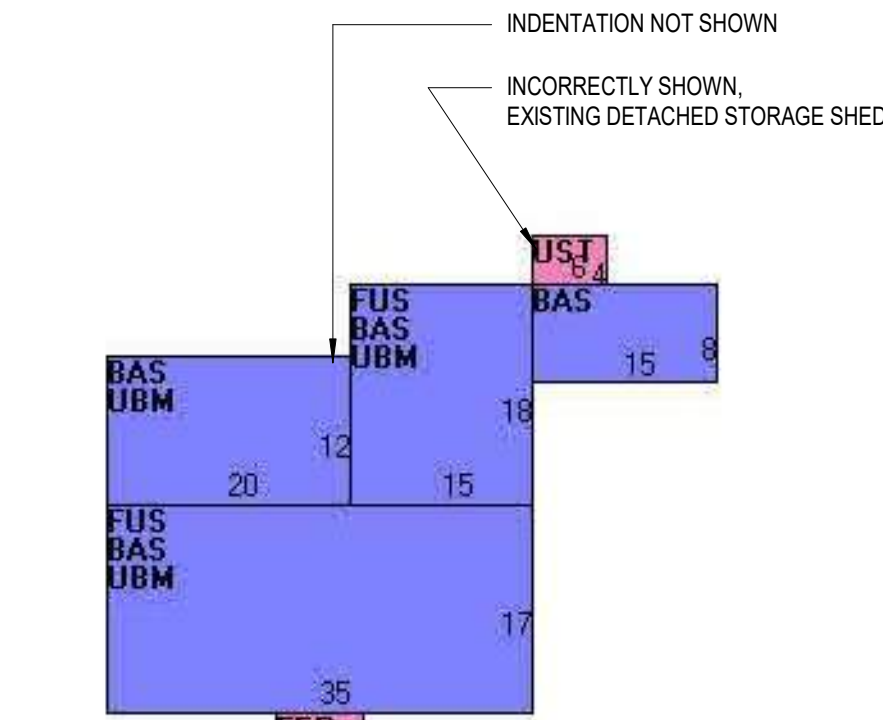 INDENTATION NOT SHOWN
INCORRECTLY SHOWN,
EXISTING DETACHED STORAGE SHED
UST
6
4
FUS
BAS
UBM
18
15
BAS
15
8
BAS
UBM
12
20
FUS
BAS
UBM
17
35